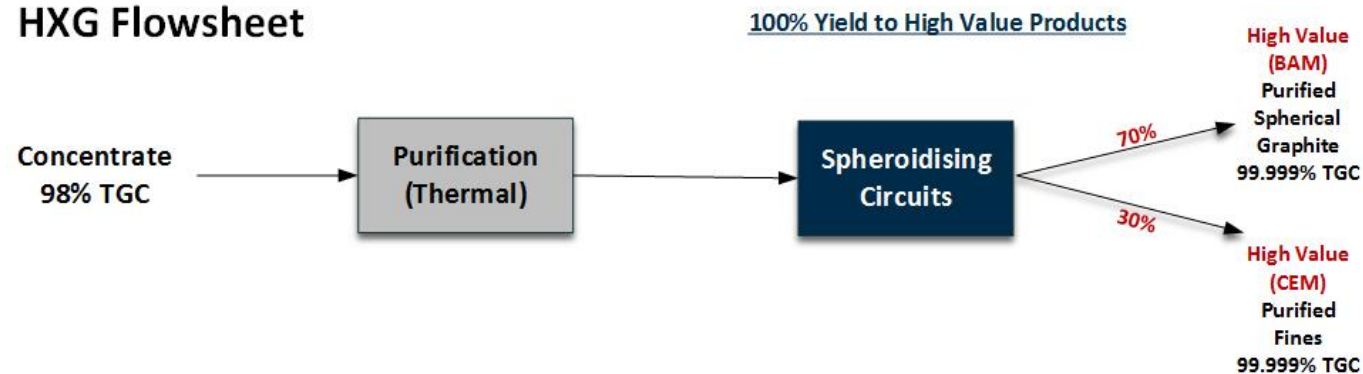 HXG Flowsheet
100% Yield to High Value Products
Concentrate
98% TGC
Purification
(Thermal)
Spheroidising
Circuits
70%
30%
High Value
(BAM)
Purified
Spherical
Graphite
99.999% TGC
High Value
(CEM)
Purified
Fines
99.999% TGC